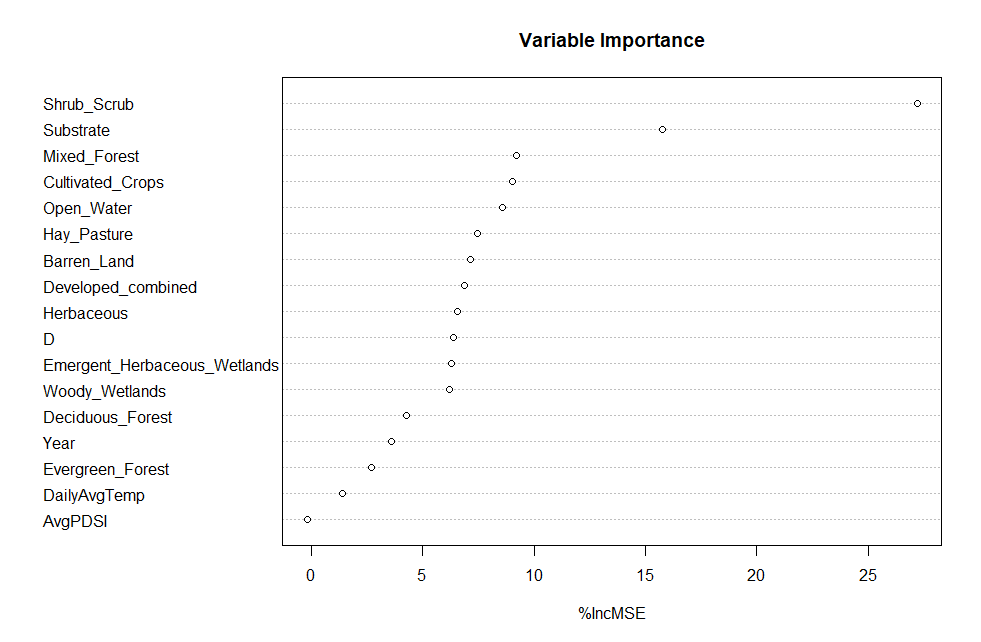 Variable Importance
Shrub_Scrub
Substrate
Mixed_Forest
Cultivated_Crops
Open_Water
Hay_Pasture
Barren_Land
Developed_combined
Herbaceous
D
Emergent_Herbaceous_Wetlands
Woody_Wetlands
Deciduous_Forest
Year
Evergreen_Forest
DailyAvgTemp
AvgPDSI
0 5 10 15 20 25
%IncMSE